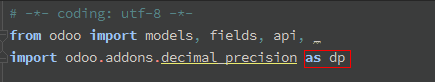 # -*- coding: utf-8 -*-
from odoo import models, fields, api, _
import odoo.addons.decimal_precision as dp